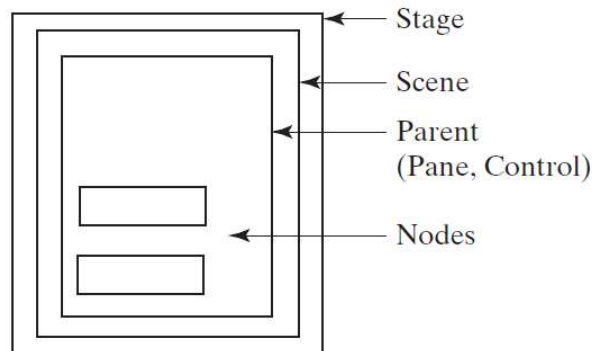 Stage
Scene
Parent
(Pane, Control)
Nodes